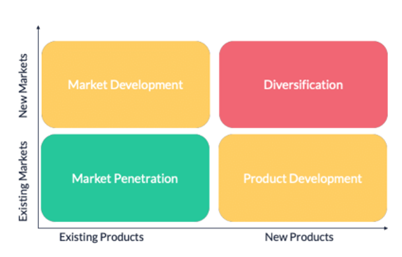 New Markets
Market Development
Diversification
Existing Markets
Market Penetration
Product Development
Existing Products
New Products